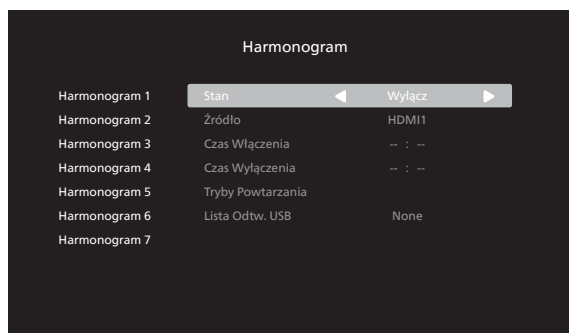 Harmonogram
Harmonogram 1 Stan Wyłącz
Harmonogram 2 Źródło HDMI1
Harmonogram 3 Czas Włączenia -- : --
Harmonogram 4 Czas Wyłączenia -- : --
Harmonogram 5 Tryby Powtarzania
Harmonogram 6 Lista Odtw. USB None
Harmonogram 7